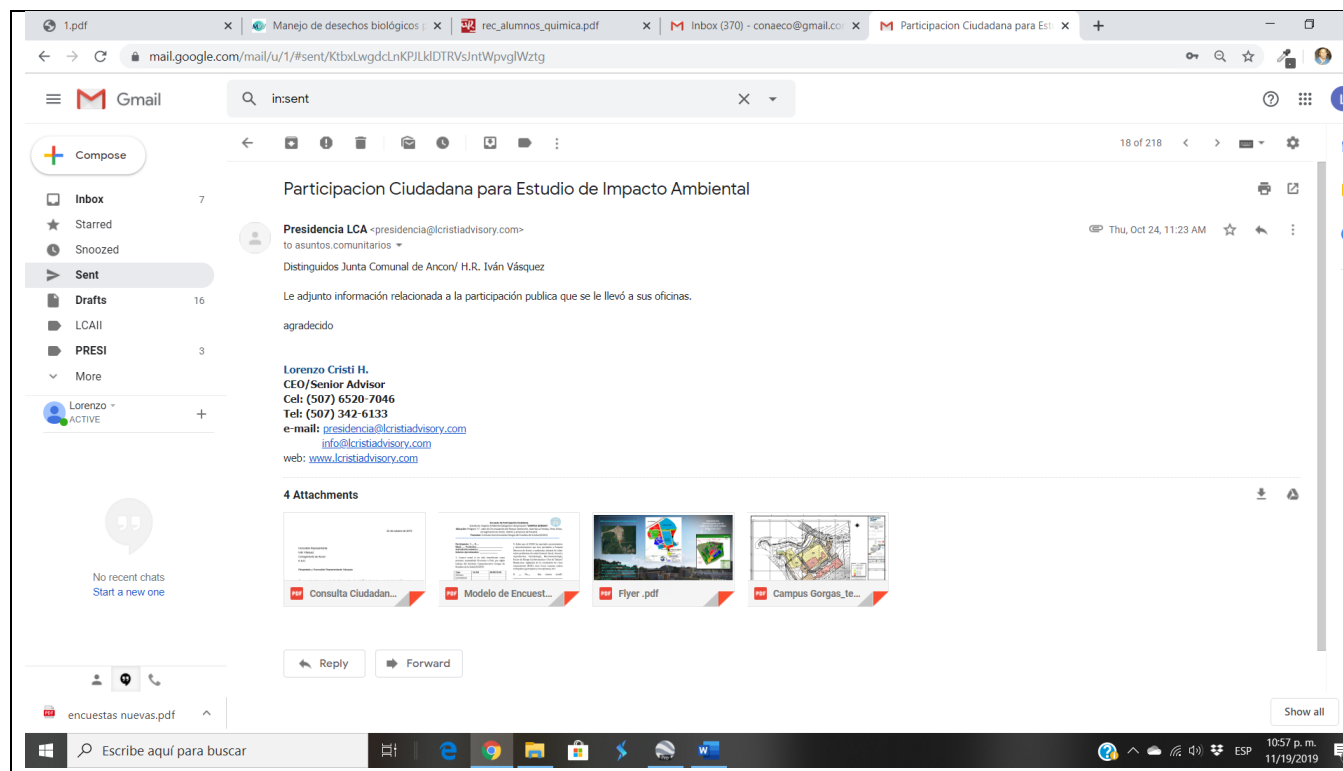 1.pdf
Manejo de desechos biológicos
rec_alumnos_quimica.pdf
Inbox (370) - conaeco@gmail.co
Participacion Ciudadana para Est
mail.google.com/mail/u/1/#sent/KtbxLwgdcLnKPJLklDTRVsJntWpvglWztg
Gmail
in:sent
Compose
18 of 218
Inbox 7
Starred
Snoozed
Sent
Drafts 16
LCAII
PRESI 3
More
Lorenzo
ACTIVE
No recent chats
Start a new one
Participacion Ciudadana para Estudio de Impacto Ambiental
Presidencia LCA <presidencia@lcristiadvisory.com>
Thu, Oct 24, 11:23 AM
to asuntos.comunitarios
Distinguidos Junta Comunal de Ancon/ H.R. Iván Vásquez
Le adjunto información relacionada a la participación publica que se le llevó a sus oficinas.
agradecido
Lorenzo Cristi H.
CEO/Senior Advisor
Cel: (507) 6520-7046
Tel: (507) 342-6133
e-mail: presidencia@lcristiadvisory.com
info@lcristiadvisory.com
web: www.lcristiadvisory.com
4 Attachments
PDF Consulta Ciudadan...
PDF Modelo de Encuest...
PDF Flyer .pdf
PDF Campus Gorgas_te...
Reply
Forward
encuestas nuevas.pdf
Show all
Escribe aquí para buscar
ESP
10:57 p. m.
11/19/2019